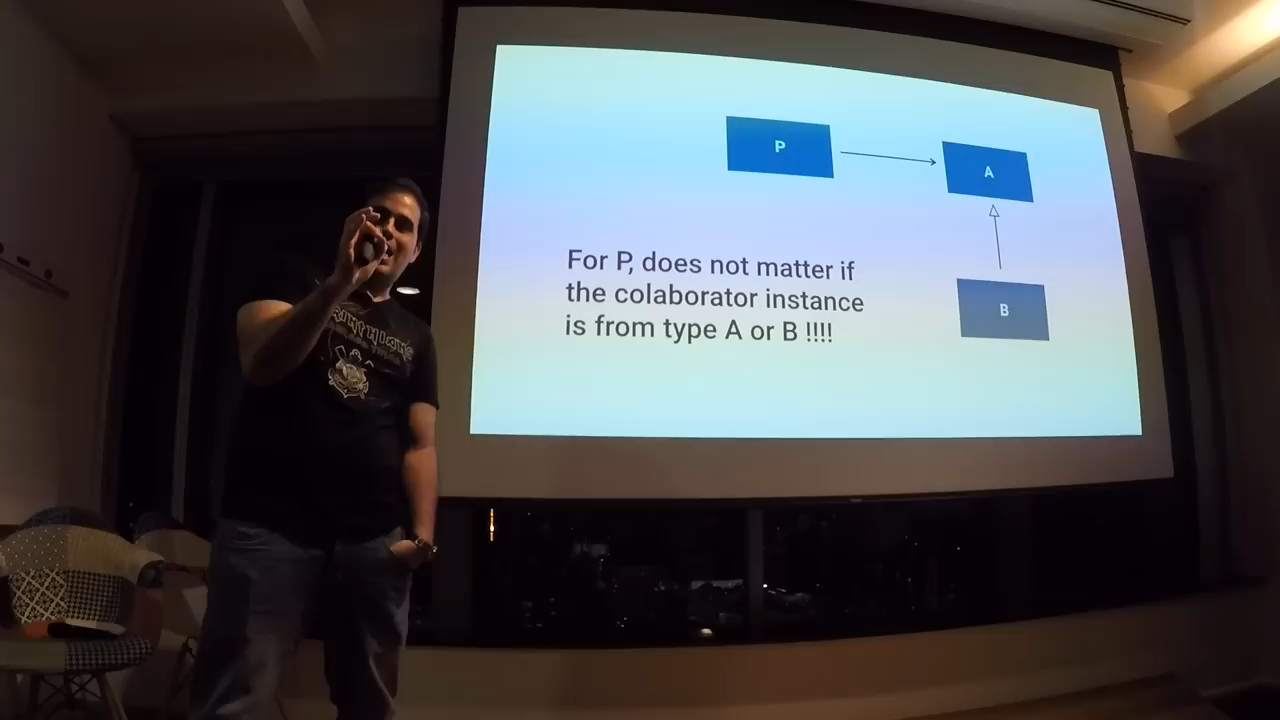 P
A
For P, does not matter if
the colaborator instance
is from type A or B !!!!
B